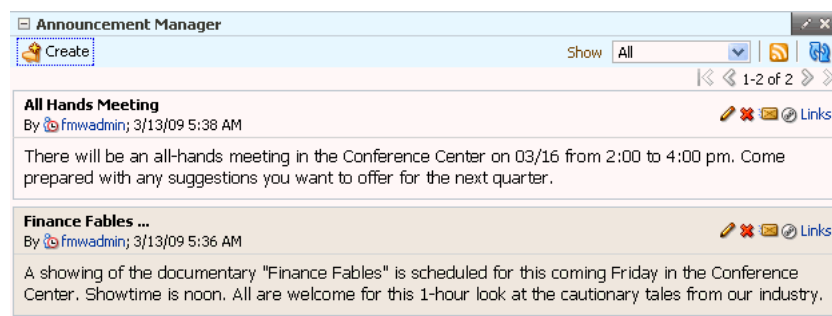 Announcement Manager
Create
Show All
1-2 of 2
All Hands Meeting
By fmwadmin; 3/13/09 5:38 AM
Links
There will be an all-hands meeting in the Conference Center on 03/16 from 2:00 to 4:00 pm. Come
prepared with any suggestions you want to offer for the next quarter.
Finance Fables ...
By fmwadmin; 3/13/09 5:36 AM
Links
A showing of the documentary "Finance Fables" is scheduled for this coming Friday in the Conference
Center. Showtime is noon. All are welcome for this 1-hour look at the cautionary tales from our industry.